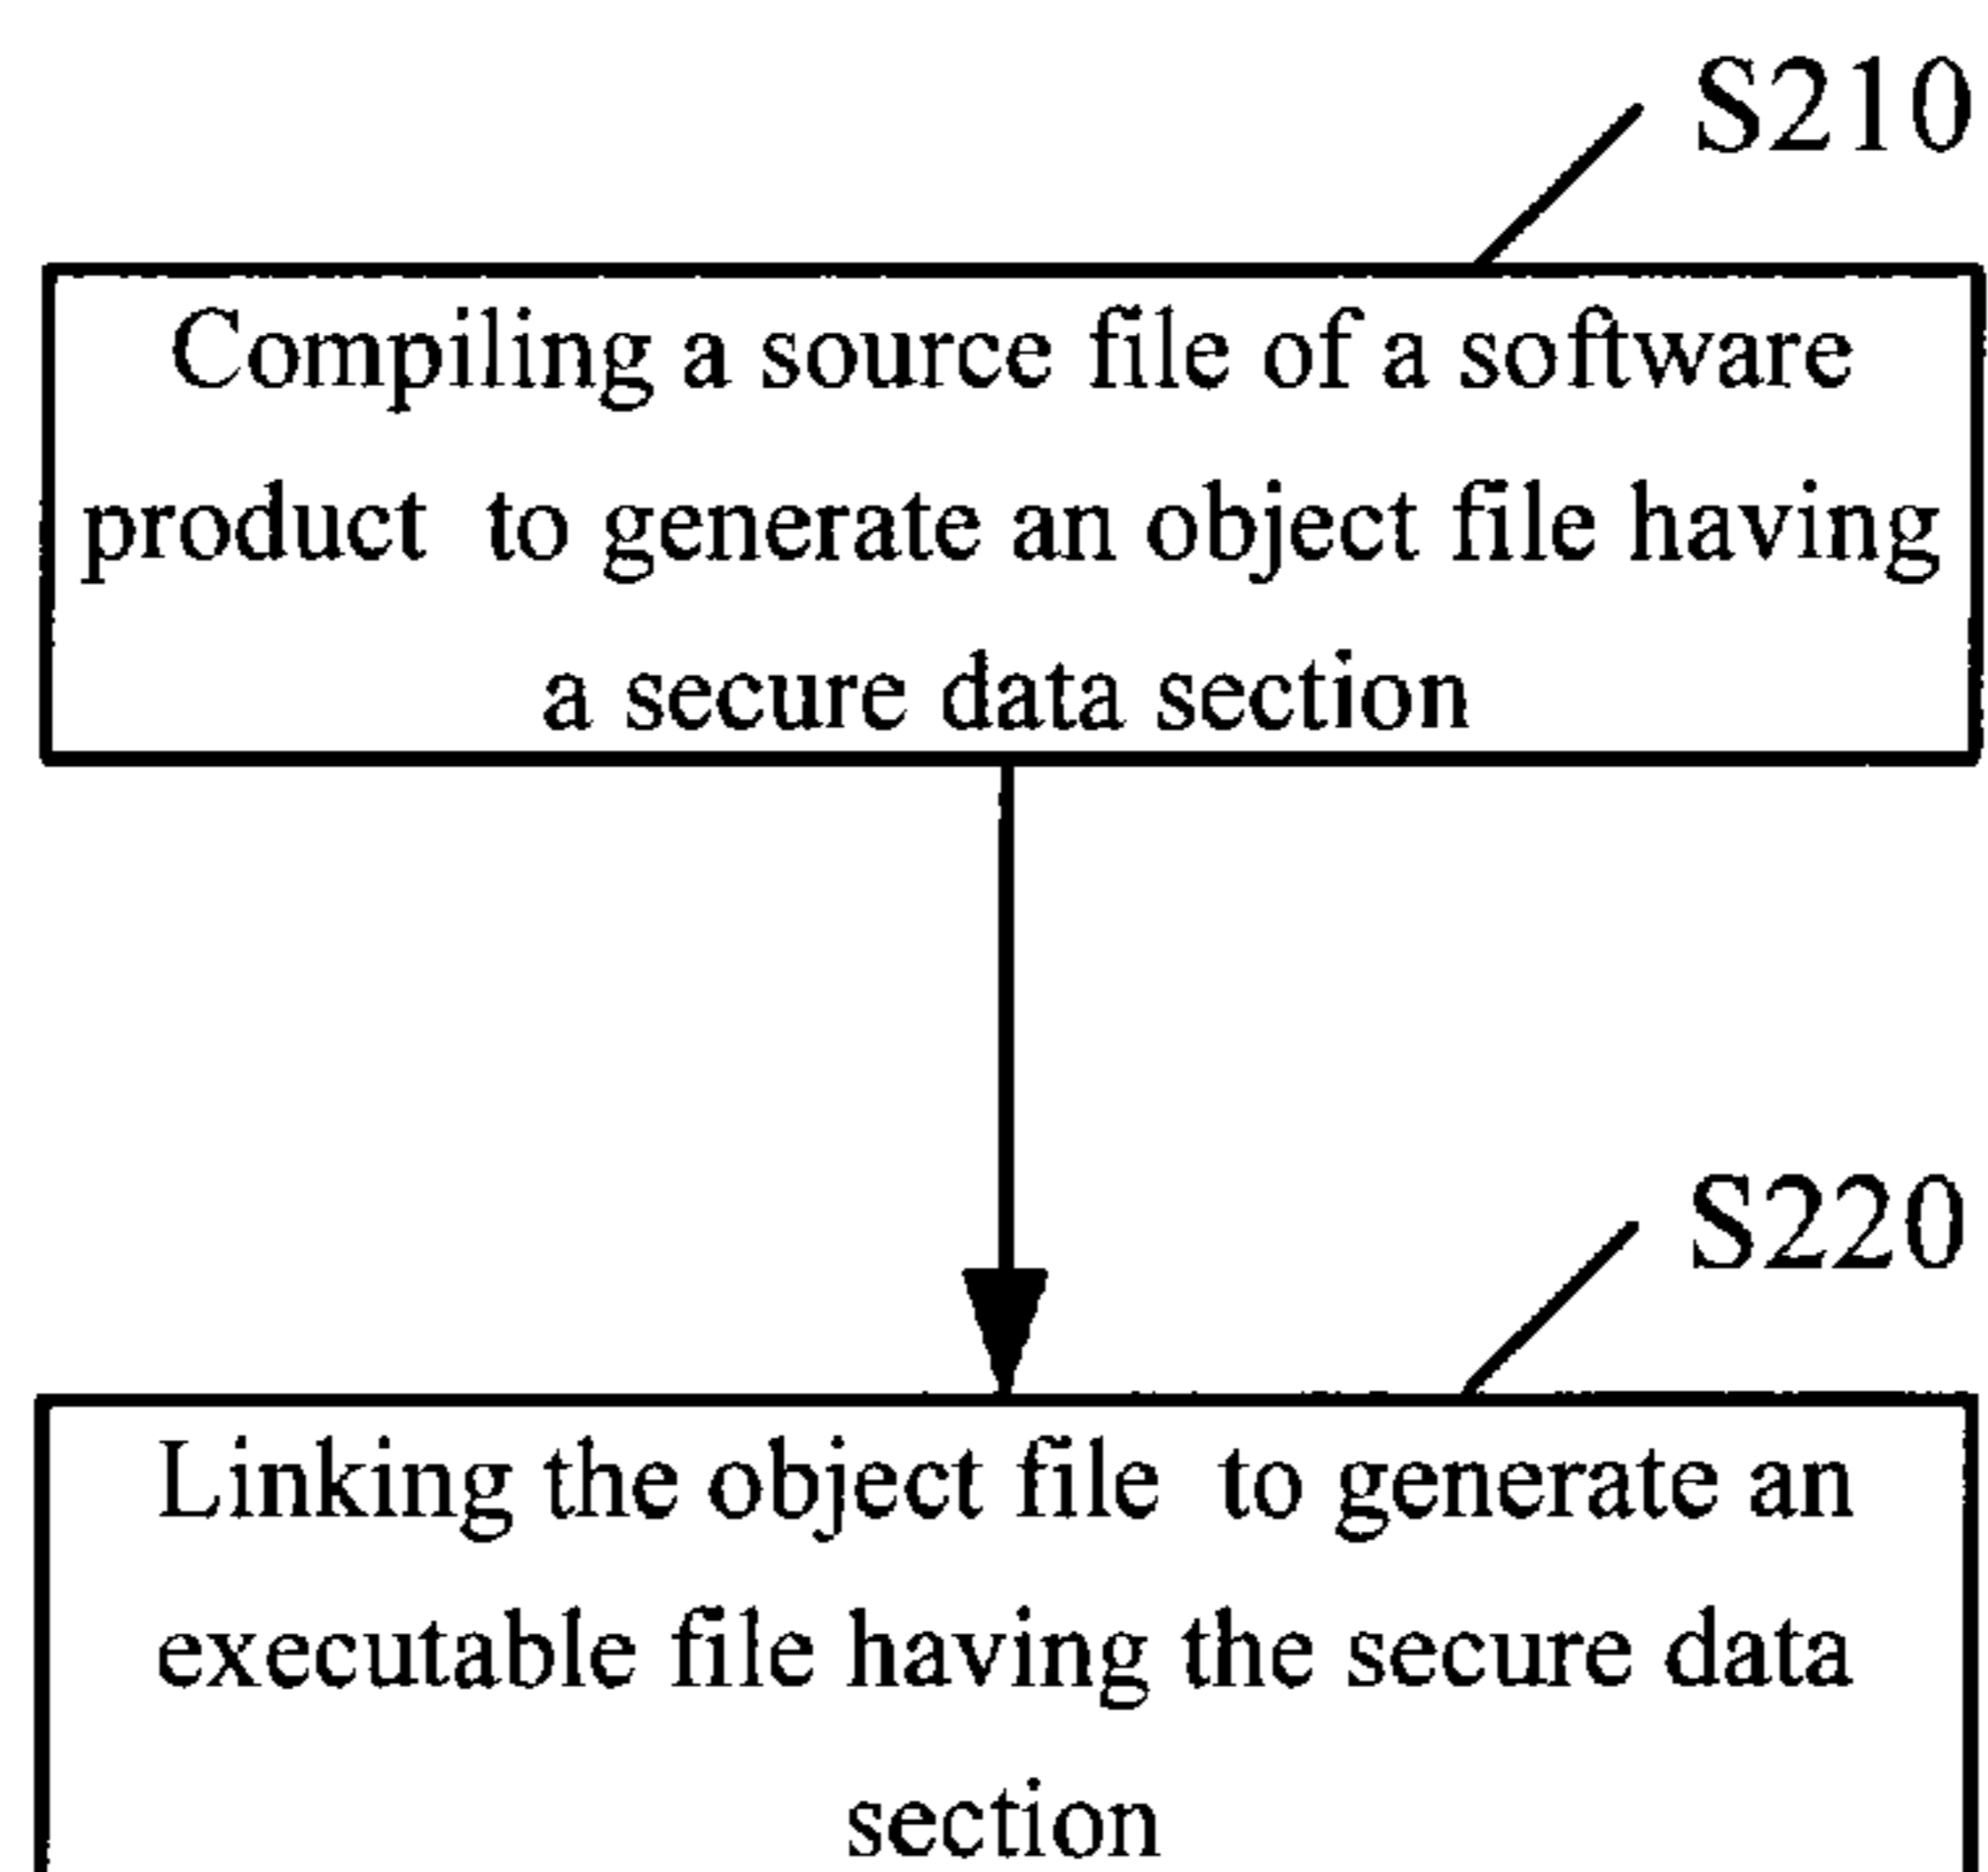 S210
Compiling a source file of a software
product to generate an object file having
a secure data section
S220
Linking the object file to generate an
executable file having the secure data
section